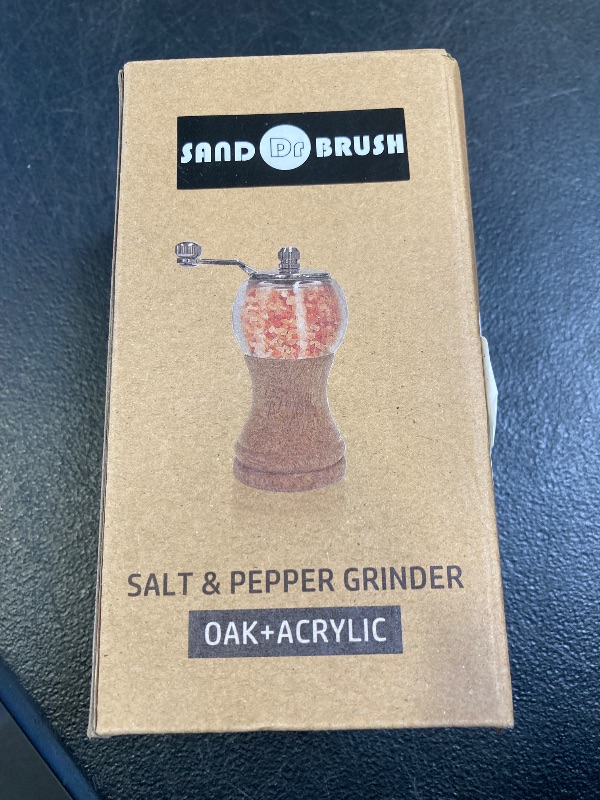 SAND Dr BRUSH
SALT & PEPPER GRINDER
OAK+ACRYLIC